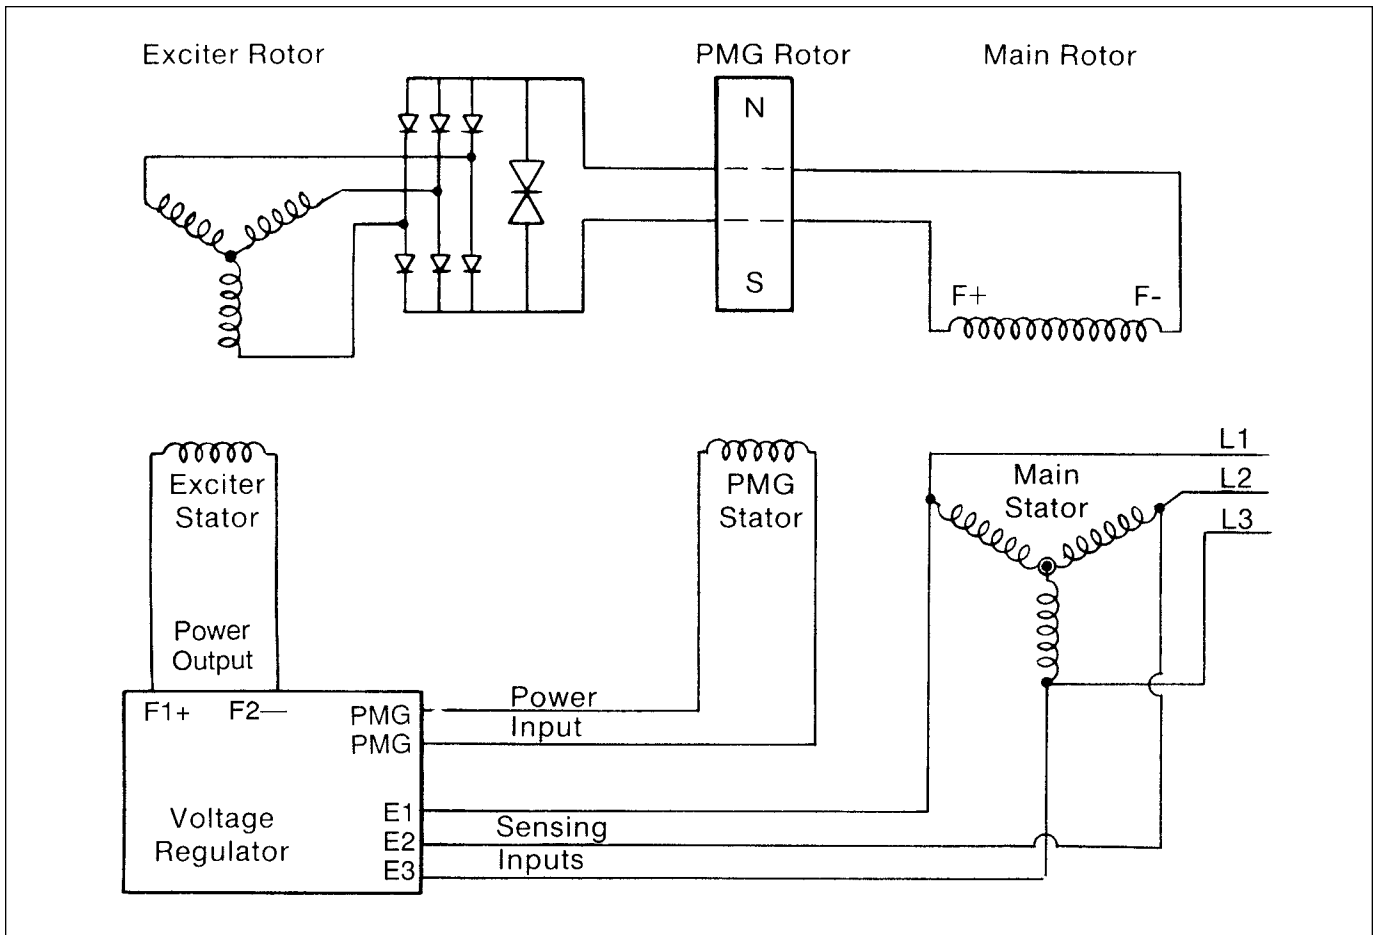 Exciter Rotor
PMG Rotor
Main Rotor
N
S
F+
F-
Exciter
Stator
PMG
Stator
Main
Stator
L1
L2
L3
Power
Output
F1+
F2—
PMG
PMG
Power
Input
E1
E2
E3
Sensing
Inputs
Voltage
Regulator